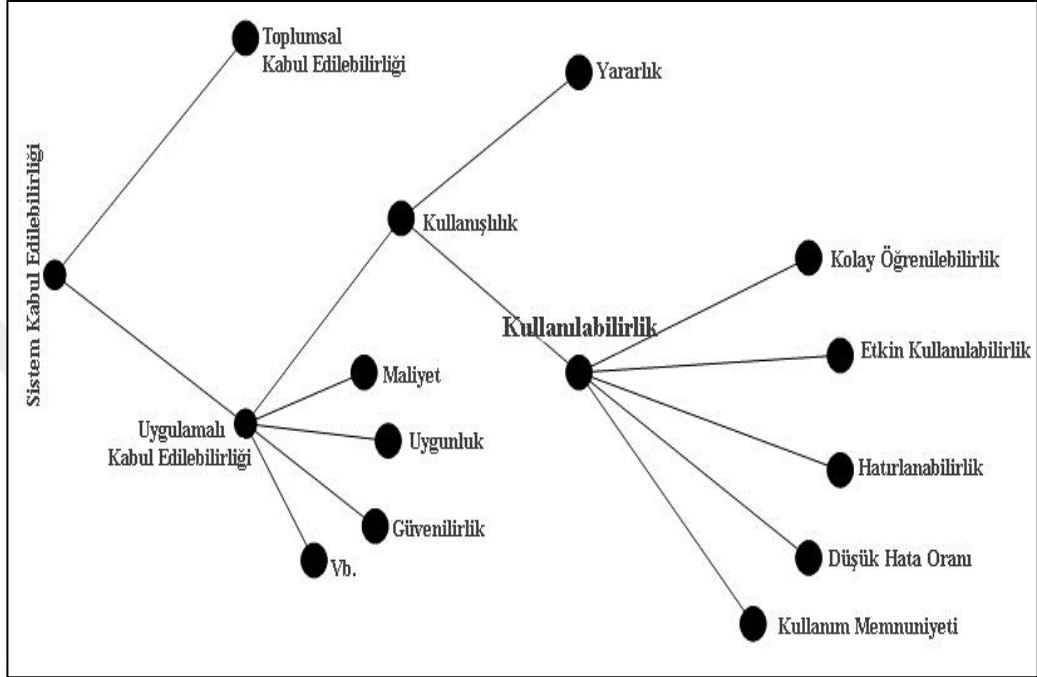 Sistem Kabul Edilebilirliği
Toplumsal
Kabul Edilebilirliği
Yararlık
Kullanışlılık
Kolay Öğrenilebilirlik
Kullanılabilirlik
Etkin Kullanılabilirlik
Maliyet
Uygulamalı
Kabul Edilebilirliği
Uygunluk
Hatırlanabilirlik
Güvenilirlik
Vb.
Düşük Hata Oranı
Kullanım Memnuniyeti